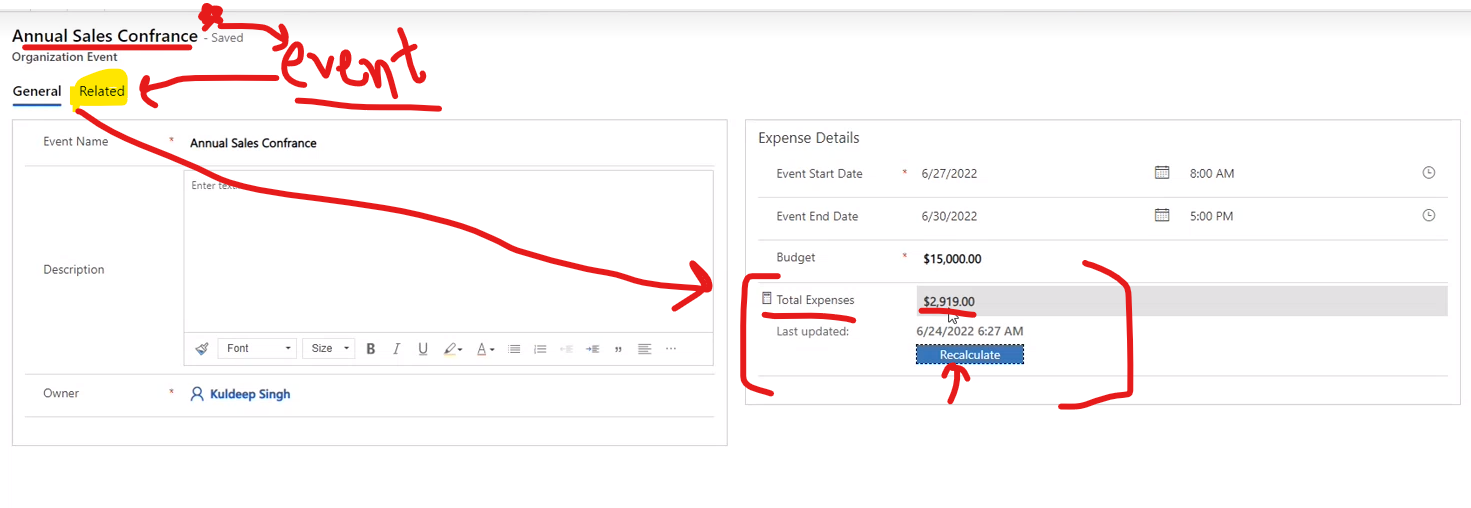 Annual Sales Confrance - Saved
event
Organization Event
General Related
Event Name * Annual Sales Confrance
Enter text...
Description
Font Size B I U A
Owner * Kuldeep Singh
Expense Details
Event Start Date * 6/27/2022 8:00 AM
Event End Date 6/30/2022 5:00 PM
Budget * $15,000.00
Total Expenses $2,919.00
Last updated: 6/24/2022 6:27 AM
Recalculate